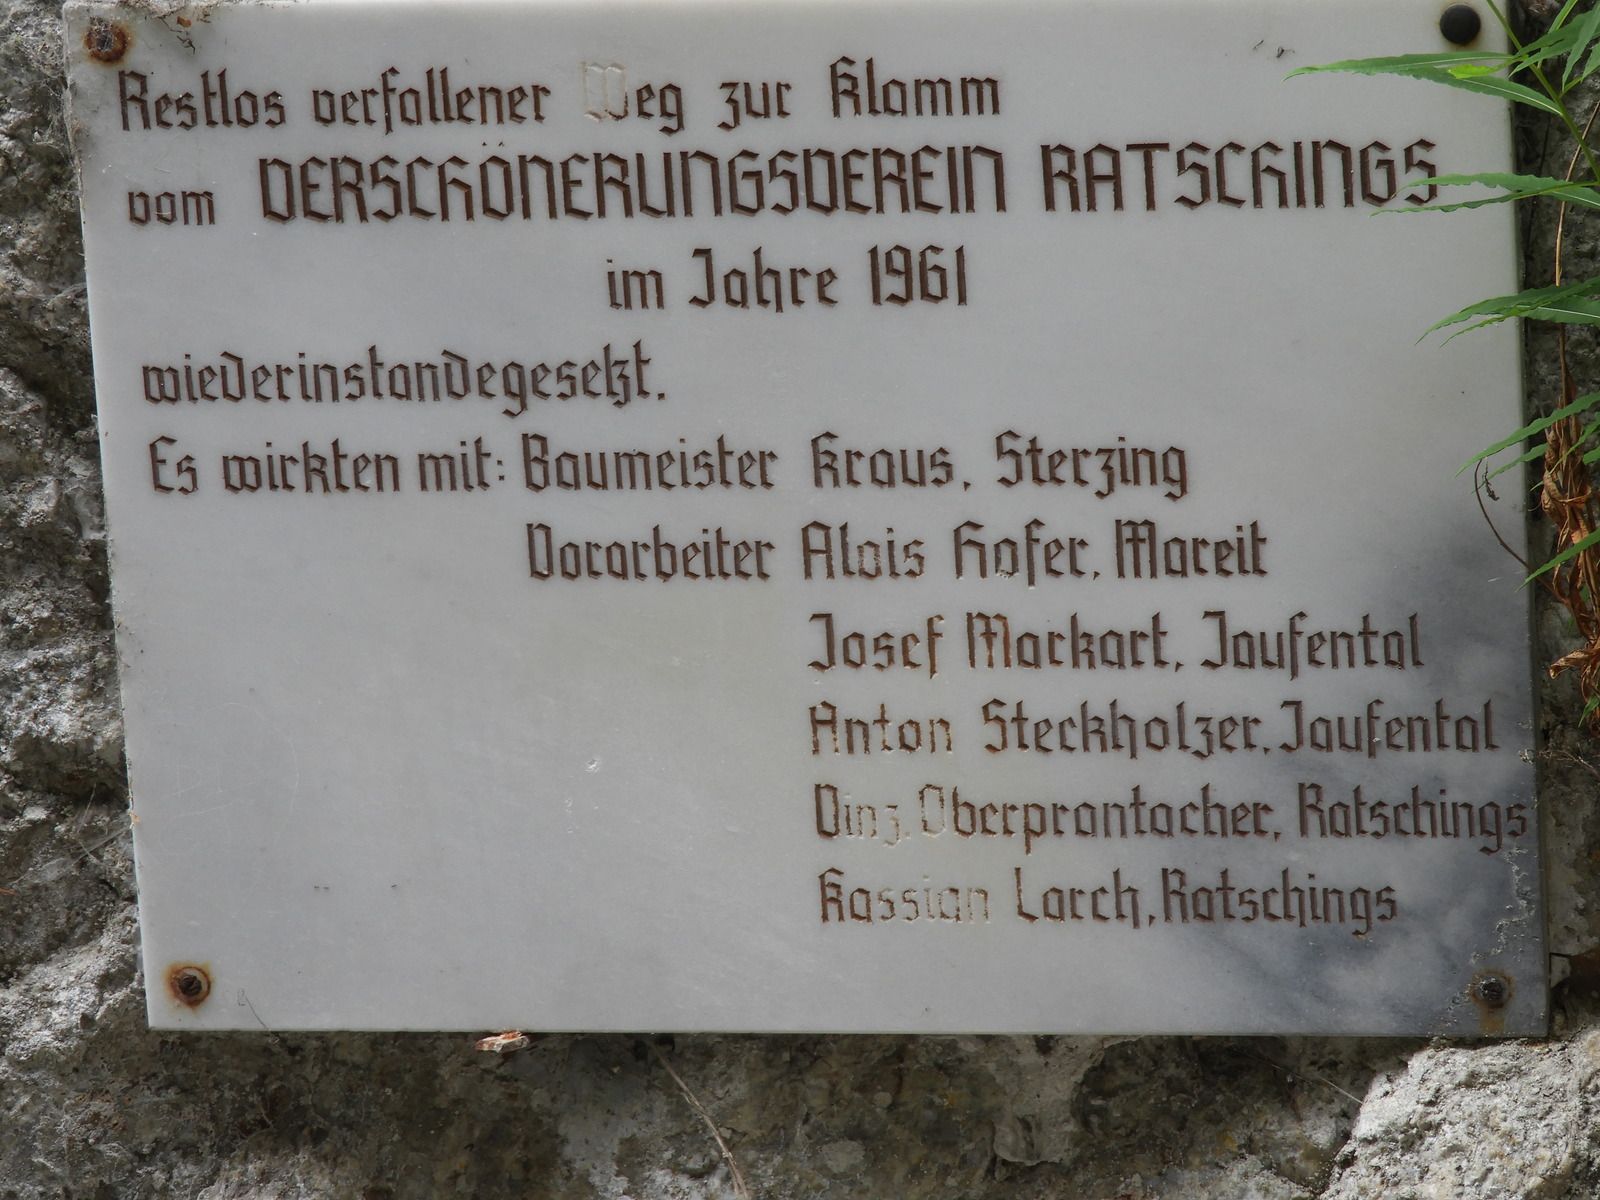 Restlos verfallener Weg zur Klamm
vom VERSCHÖNERUNGSVEREIN RATSCHINGS
im Jahre 1961
wiederinstandegesetzt.
Es wirkten mit: Baumeister Kraus, Sterzing
Vorarbeiter Alois Hofer, Mareit
Josef Markart, Jaufental
Anton Steckholzer, Jaufental
Vinz. Oberprantacher, Ratschings
Kassian Larch, Ratschings